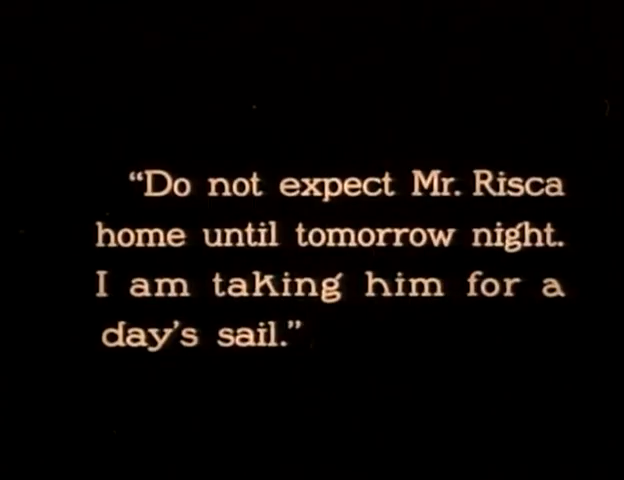 “Do not expect Mr. Risca
home until tomorrow night.
I am taking him for a
day’s sail.”